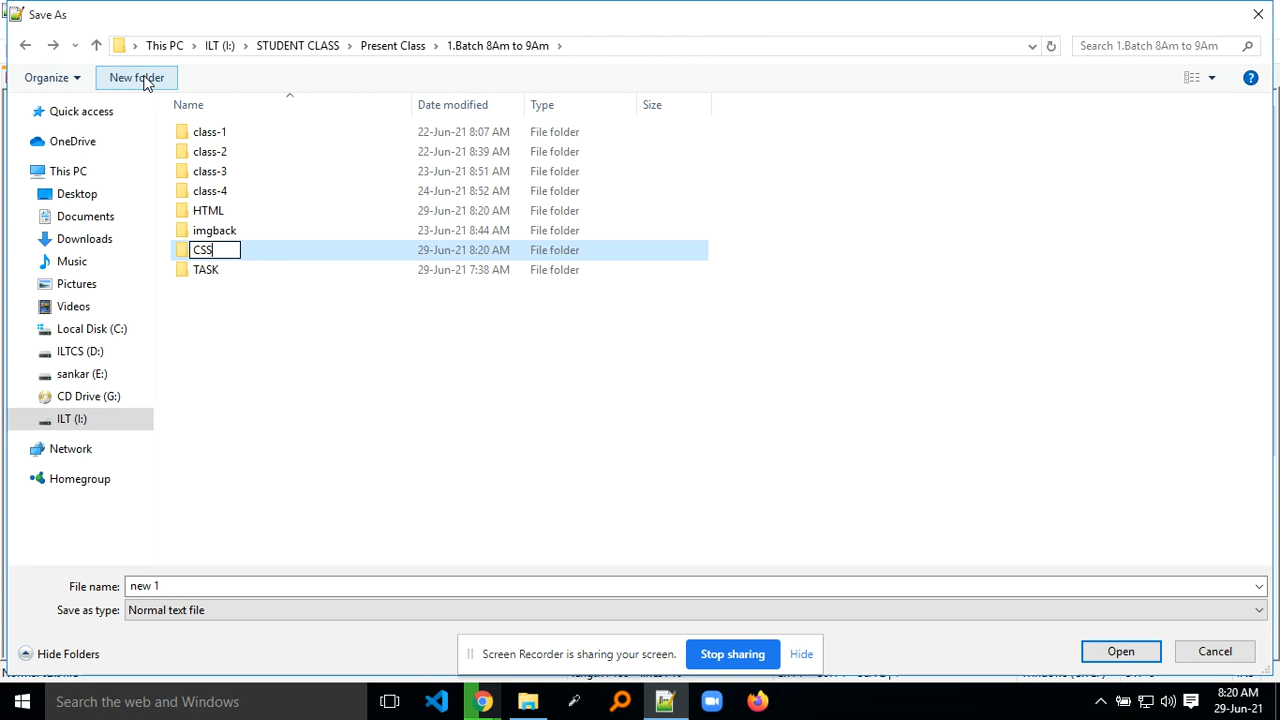 Save As
This PC › ILT (I:) › STUDENT CLASS › Present Class › 1.Batch 8Am to 9Am ›
Search 1.Batch 8Am to 9Am
Organize
New folder
Name Date modified Type Size
class-1 22-Jun-21 8:07 AM File folder
class-2 22-Jun-21 8:39 AM File folder
class-3 23-Jun-21 8:51 AM File folder
class-4 24-Jun-21 8:52 AM File folder
HTML 29-Jun-21 8:20 AM File folder
imgback 23-Jun-21 8:44 AM File folder
CSS 29-Jun-21 8:20 AM File folder
TASK 29-Jun-21 7:38 AM File folder
Quick access
OneDrive
This PC
Desktop
Documents
Downloads
Music
Pictures
Videos
Local Disk (C:)
ILTCS (D:)
sankar (E:)
CD Drive (G:)
ILT (I:)
Network
Homegroup
File name: new 1
Save as type: Normal text file
Hide Folders
Screen Recorder is sharing your screen. Stop sharing Hide
Open Cancel
Search the web and Windows
8:20 AM
29-Jun-21